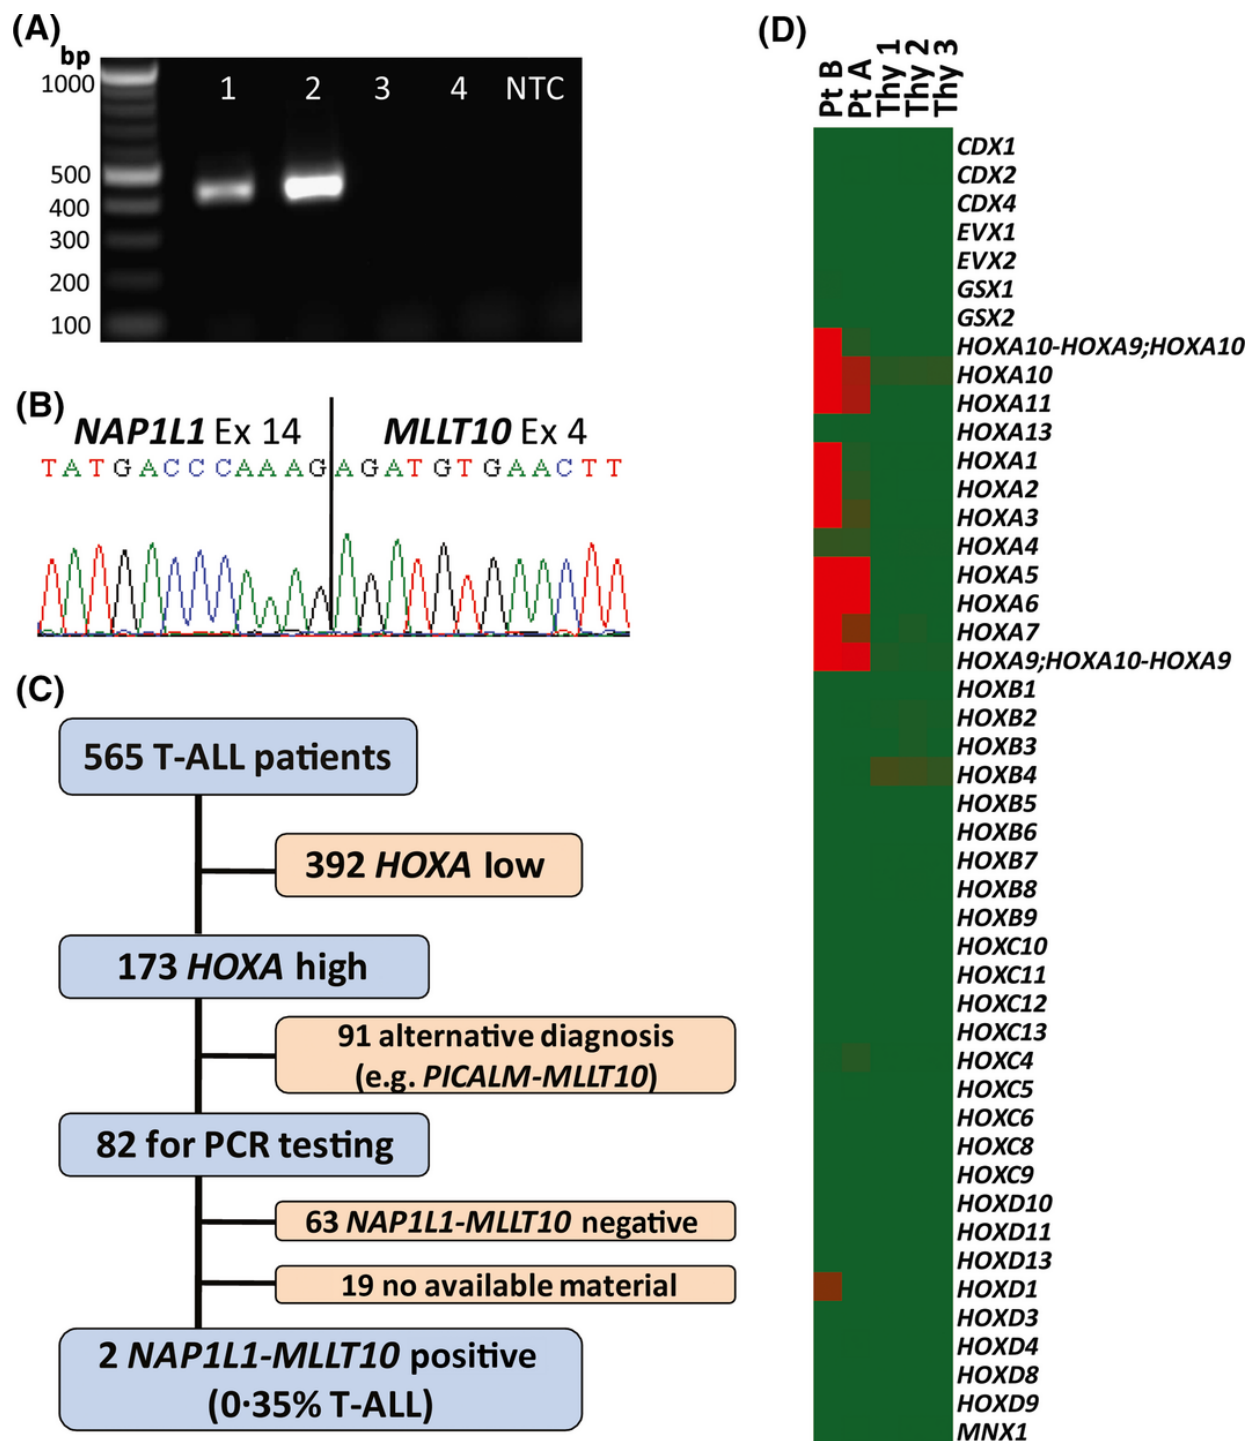 (A)
bp
1000
500
400
300
200
100
1 2 3 4 NTC
(B)
NAP1L1 Ex 14 MLLT10 Ex 4
TATGACCCAAAGAGATGTGAACTT
(C)
565 T-ALL patients
392 HOXA low
173 HOXA high
91 alternative diagnosis
(e.g. PICALM-MLLT10)
82 for PCR testing
63 NAP1L1-MLLT10 negative
19 no available material
2 NAP1L1-MLLT10 positive
(0·35% T-ALL)
(D)
Pt B
Pt A
Thy 1
Thy 2
Thy 3
CDX1
CDX2
CDX4
EVX1
EVX2
GSX1
GSX2
HOXA10-HOXA9;HOXA10
HOXA10
HOXA11
HOXA13
HOXA1
HOXA2
HOXA3
HOXA4
HOXA5
HOXA6
HOXA7
HOXA9;HOXA10-HOXA9
HOXB1
HOXB2
HOXB3
HOXB4
HOXB5
HOXB6
HOXB7
HOXB8
HOXB9
HOXC10
HOXC11
HOXC12
HOXC13
HOXC4
HOXC5
HOXC6
HOXC8
HOXC9
HOXD10
HOXD11
HOXD13
HOXD1
HOXD3
HOXD4
HOXD8
HOXD9
MNX1